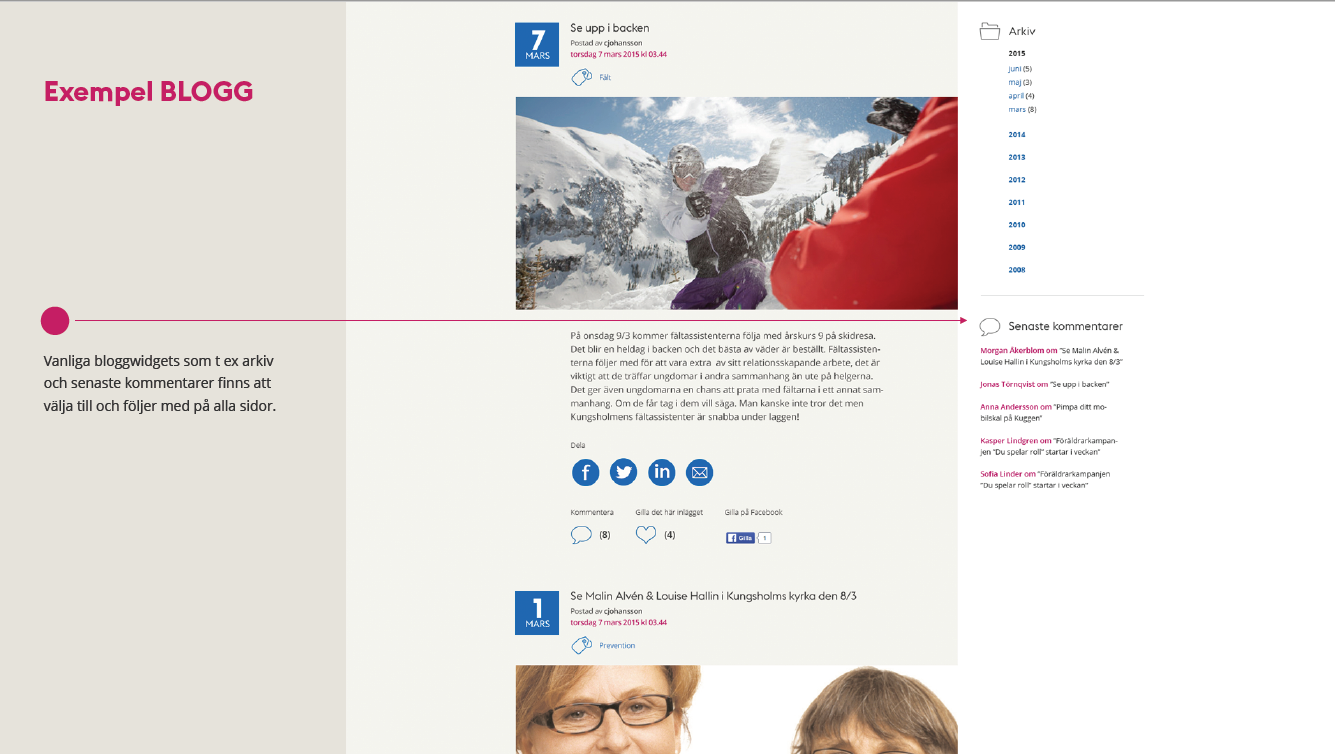 Exempel BLOGG
Vanliga bloggwidgets som t ex arkiv
och senaste kommentarer finns att
välja till och följer med på alla sidor.
7
MARS
Se upp i backen
Postad av cjohansson
torsdag 7 mars 2015 kl 03.44
Fält
På onsdag 9/3 kommer fältassistenterna följa med årskurs 9 på skidresa.
Det blir en heldag i backen och det bästa av väder är beställt. Fältassisten-
terna följer med för att vara extra av sitt relationsskapande arbete, det är
viktigt att de träffar ungdomar i andra sammanhang än ute på helgerna.
Det ger även ungdomarna en chans att prata med fältarna i ett annat sam-
manhang. Om de får tag i dem vill säga. Man kanske inte tror det men
Kungsholmens fältassistenter är snabba under laggen!
Dela
f
in
Kommentera
Gilla det här inlägget
Gilla på Facebook
(8)
(4)
f Gilla 1
1
MARS
Se Malin Alvén & Louise Hallin i Kungsholms kyrka den 8/3
Postad av cjohansson
torsdag 7 mars 2015 kl 03.44
Prevention
Arkiv
2015
juni (5)
maj (3)
april (4)
mars (8)
2014
2013
2012
2011
2010
2009
2008
Senaste kommentarer
Morgan Åkerblom om "Se Malin Alvén &
Louise Hallin i Kungsholms kyrka den 8/3"
Jonas Törnqvist om "Se upp i backen"
Anna Andersson om "Pimpa ditt mo-
bilskal på Kuggen"
Kasper Lindgren om "Föräldrarkampan-
jen "Du spelar roll" startar i veckan"
Sofia Linder om "Föräldrarkampanjen
"Du spelar roll" startar i veckan"